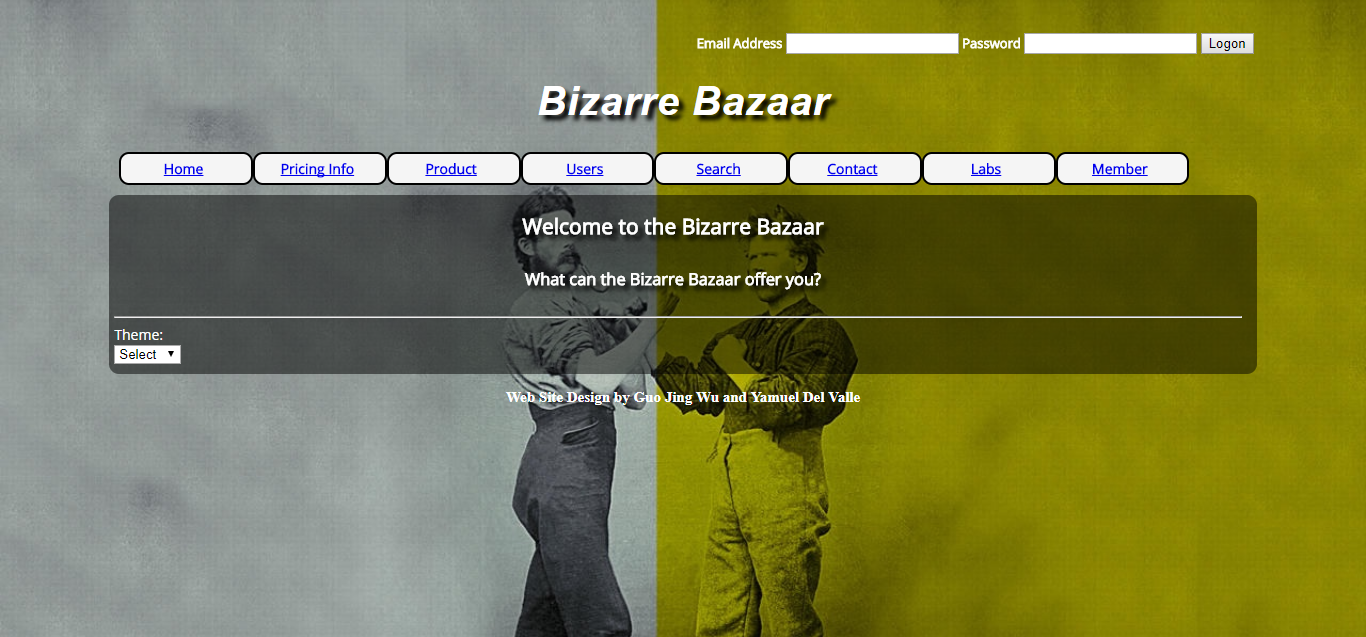 Email Address Password Logon
Bizarre Bazaar
Home Pricing Info Product Users Search Contact Labs Member
Welcome to the Bizarre Bazaar
What can the Bizarre Bazaar offer you?
Theme:
Select
Web Site Design by Guo Jing Wu and Yamuel Del Valle